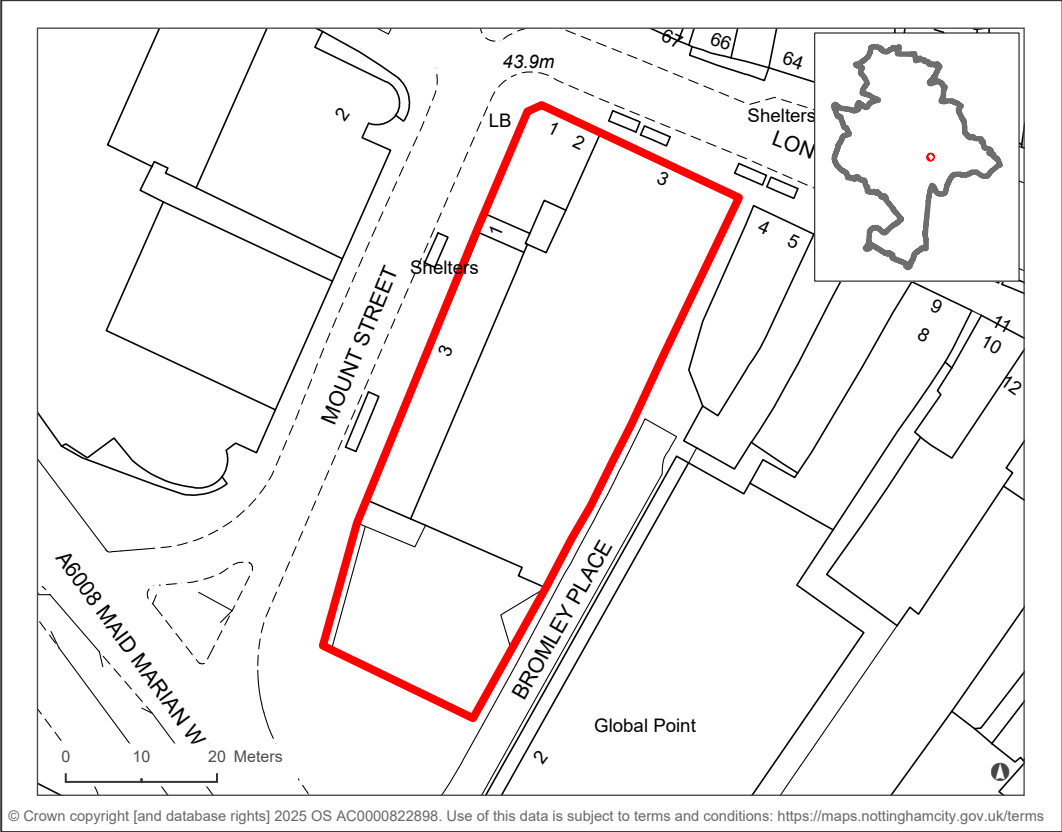 67
66
64
43.9m
Shelters
LB
1
2
LON
2
3
4
5
1
Shelters
9
11
8
10
12
3
MOUNT STREET
A6008 MAID MARIAN W
BROMLEY PLACE
Global Point
2
0 10 20 Meters
© Crown copyright [and database rights] 2025 OS AC0000822898. Use of this data is subject to terms and conditions: https://maps.nottinghamcity.gov.uk/terms